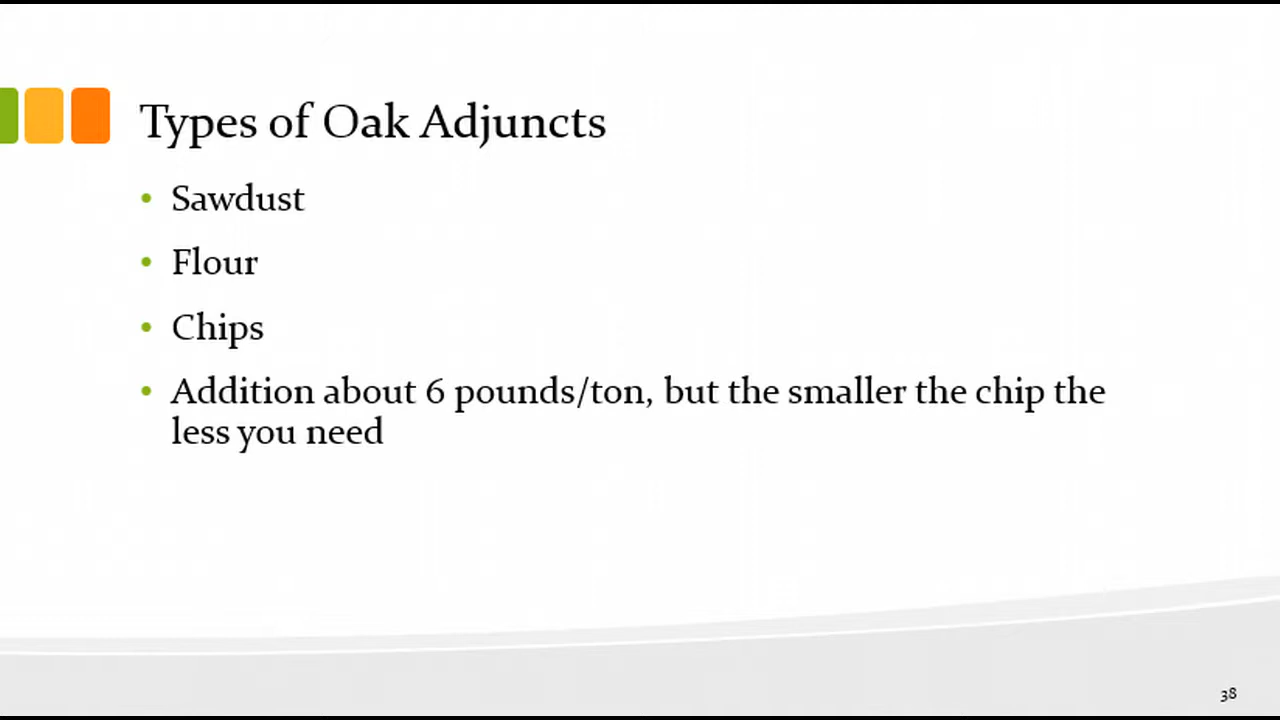 Types of Oak Adjuncts
• Sawdust
• Flour
• Chips
• Addition about 6 pounds/ton, but the smaller the chip the
less you need
38